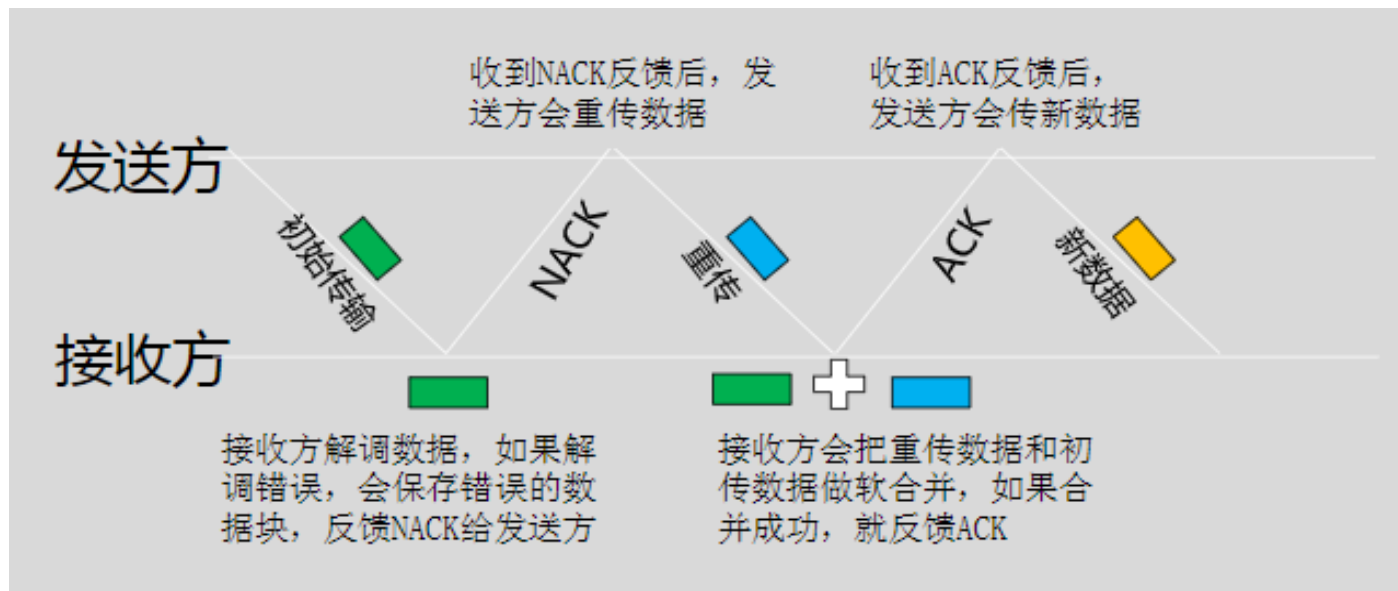 收到NACK反馈后，发
送方会重传数据
收到ACK反馈后，
发送方会传新数据
发送方
初始传输
NACK
重传
ACK
新数据
接收方
接收方解调数据，如果解
调错误，会保存错误的数
据块，反馈NACK给发送方
接收方会把重传数据和初
传数据做软合并，如果合
并成功，就反馈ACK